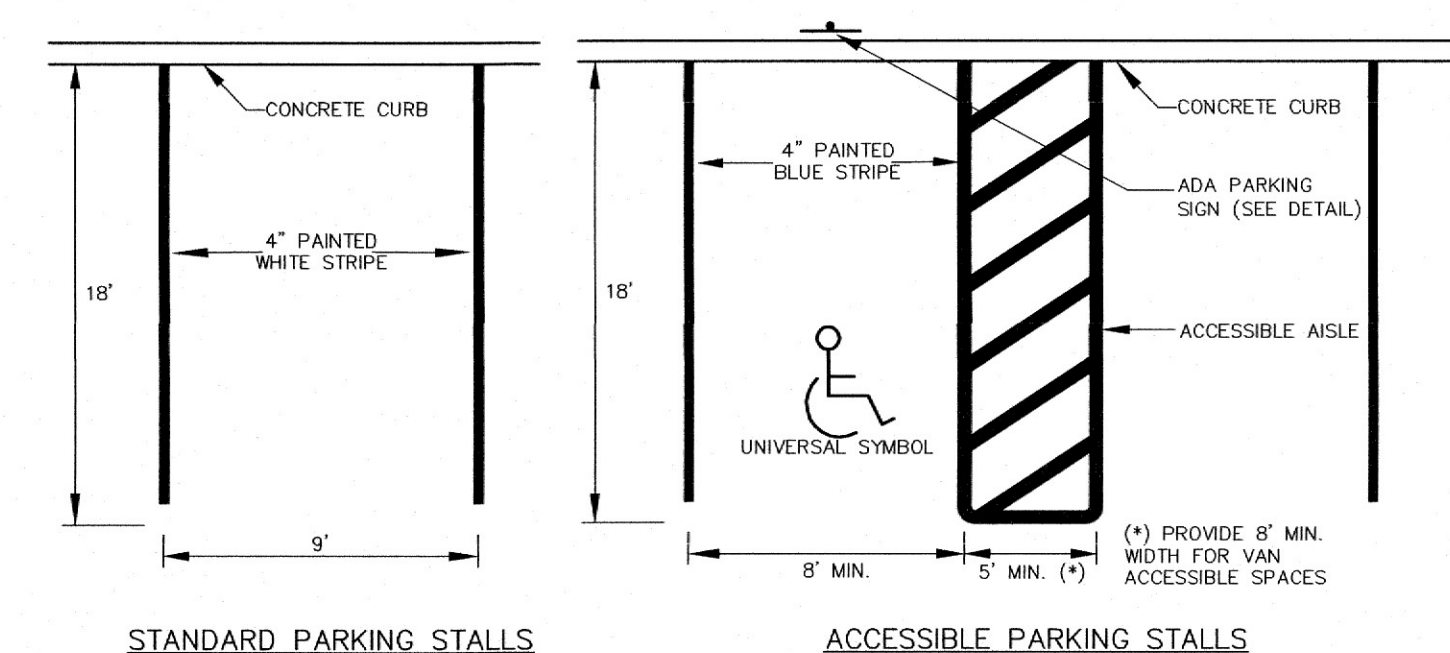 CONCRETE CURB
4" PAINTED
WHITE STRIPE
18'
9'
STANDARD PARKING STALLS
4" PAINTED
BLUE STRIPE
18'
UNIVERSAL SYMBOL
8' MIN.
5' MIN. (*)
CONCRETE CURB
ADA PARKING
SIGN (SEE DETAIL)
ACCESSIBLE AISLE
(*) PROVIDE 8' MIN.
WIDTH FOR VAN
ACCESSIBLE SPACES
ACCESSIBLE PARKING STALLS